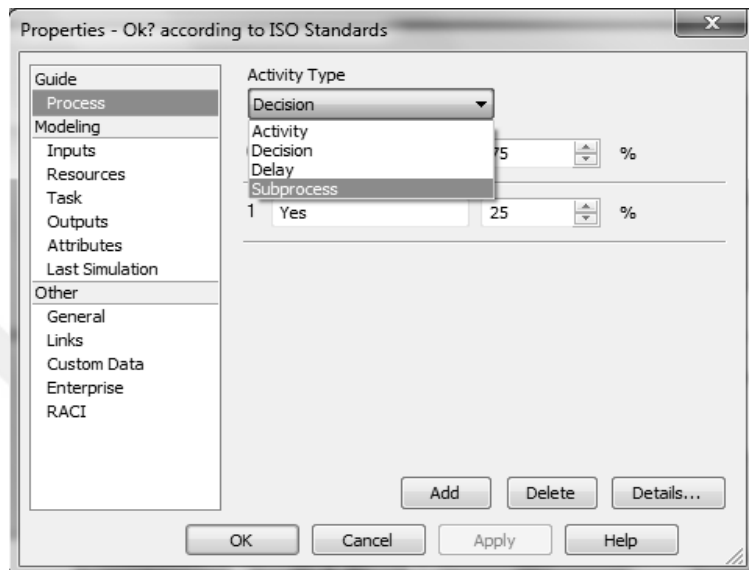 Properties - Ok? according to ISO Standards
X
Guide
Process
Modeling
Inputs
Resources
Task
Outputs
Attributes
Last Simulation
Other
General
Links
Custom Data
Enterprise
RACI
Activity Type
Decision
Activity
Decision
Delay
Subprocess
75 %
1 Yes 25 %
Add Delete Details...
OK Cancel Apply Help